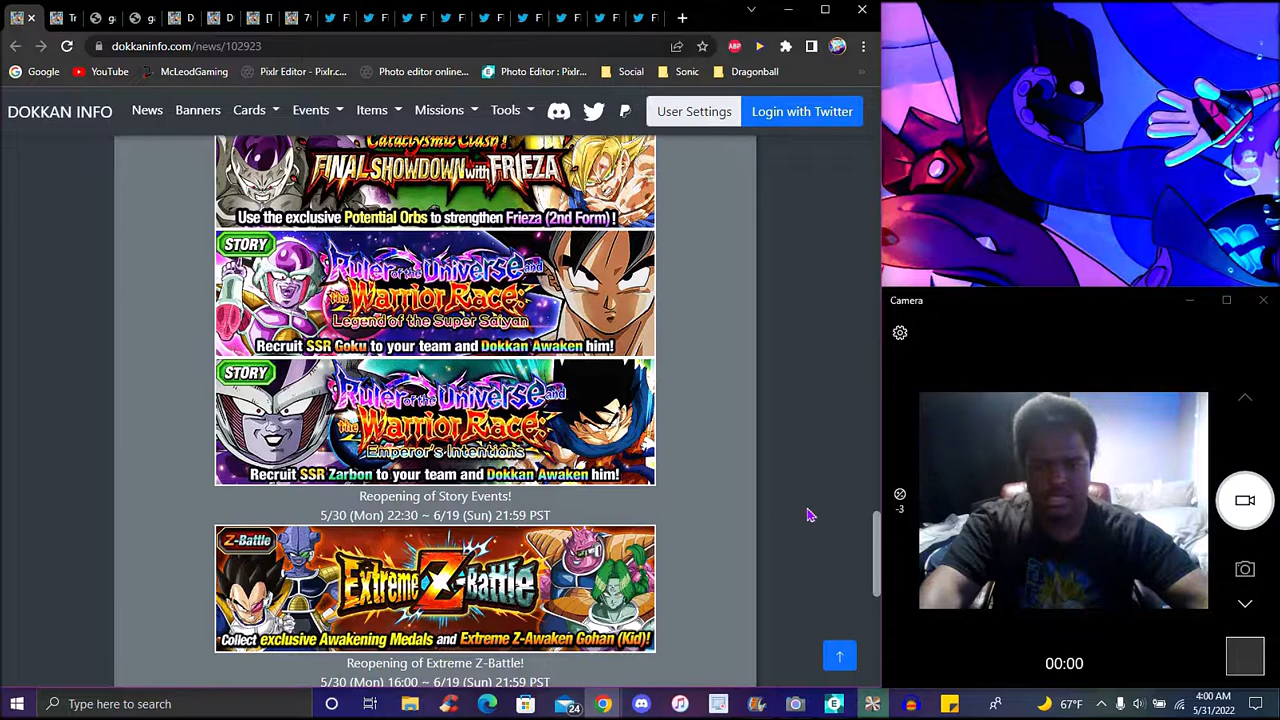 Tr
g
g
D
D
[T
7
F
F
F
F
F
F
F
F
F
dokkaninfo.com/news/102923
ABP
Google
YouTube
McLeodGaming
Pixlr Editor - Pixlr.c...
Photo editor online...
Photo Editor : Pixlr...
Social
Sonic
Dragonball
DOKKAN INFO
News
Banners
Cards
Events
Items
Missions
Tools
User Settings
Login with Twitter
Cataclysmic Clash!
FINAL SHOWDOWN with FRIEZA
Use the exclusive Potential Orbs to strengthen Frieza (2nd Form)!
STORY
Ruler of the Universe and
the Warrior Race:
Legend of the Super Saiyan
Recruit SSR Goku to your team and Dokkan Awaken him!
STORY
Ruler of the Universe and
the Warrior Race:
Emperor's Intentions
Recruit SSR Zarbon to your team and Dokkan Awaken him!
Reopening of Story Events!
5/30 (Mon) 22:30 ~ 6/19 (Sun) 21:59 PST
Z-Battle
Extreme Z-Battle
Collect exclusive Awakening Medals and Extreme Z-Awaken Gohan (Kid)!
Reopening of Extreme Z-Battle!
5/30 (Mon) 16:00 ~ 6/19 (Sun) 21:59 PST
Camera
-3
00:00
Type here to search
24
67°F
4:00 AM
5/31/2022